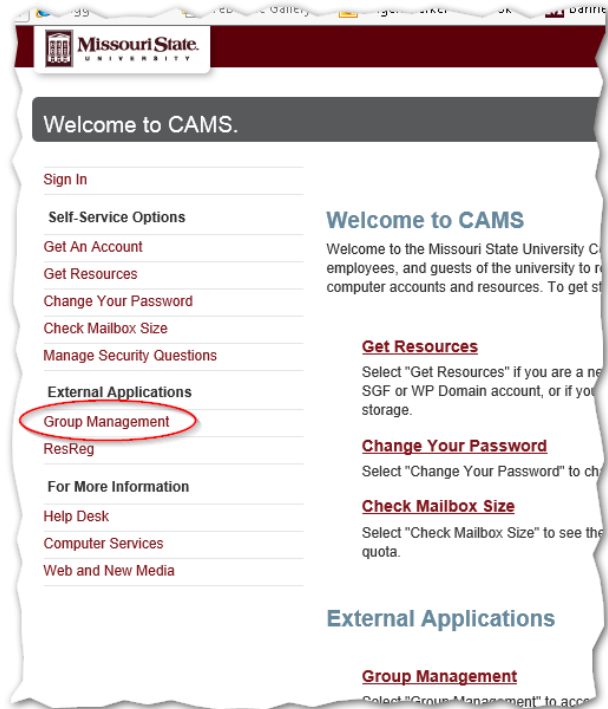 Missouri State.
UNIVERSITY
Welcome to CAMS.
Sign In
Self-Service Options
Get An Account
Get Resources
Change Your Password
Check Mailbox Size
Manage Security Questions
External Applications
Group Management
ResReg
For More Information
Help Desk
Computer Services
Web and New Media
Welcome to CAMS
Welcome to the Missouri State University
employees, and guests of the university to
computer accounts and resources. To get
Get Resources
Select "Get Resources" if you are a
SGF or WP Domain account, or if you
storage.
Change Your Password
Select "Change Your Password" to
Check Mailbox Size
Select "Check Mailbox Size" to see the
quota.
External Applications
Group Management
Select "Group Management" to